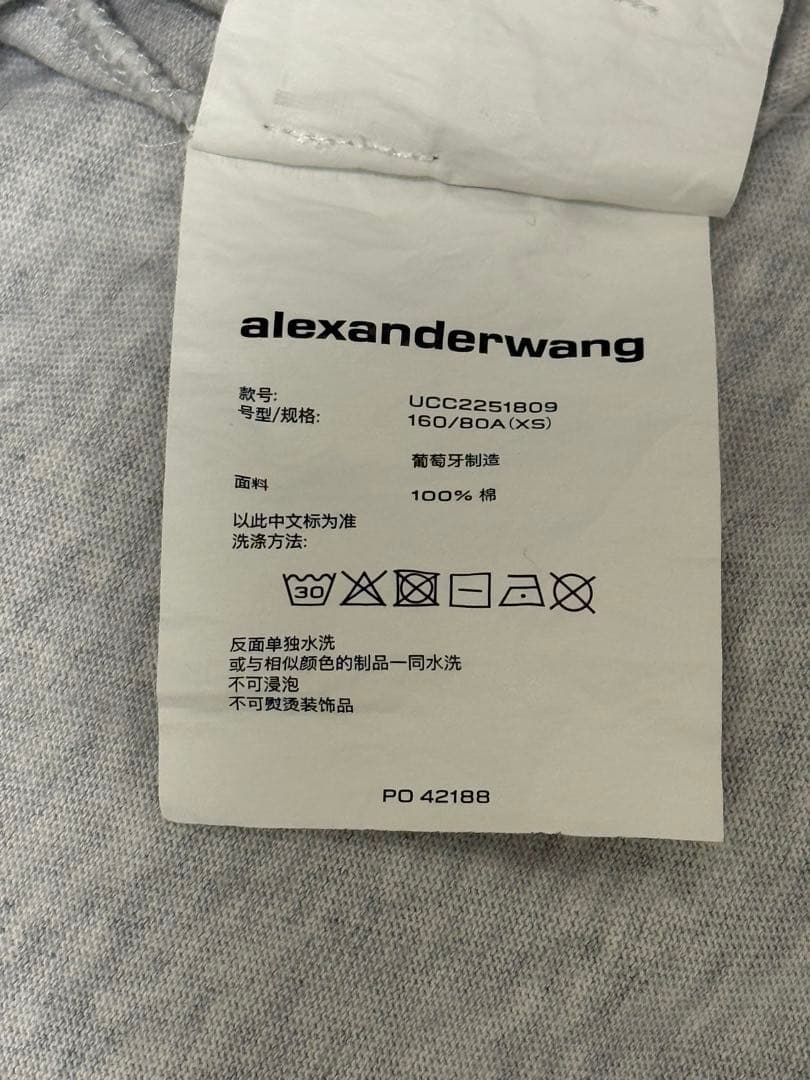 alexanderwang
款号: UCC2251809
号型/规格: 160/80A(XS)
葡萄牙制造
面料 100% 棉
以此中文标为准
洗涤方法:
30
反面单独水洗
或与相似颜色的制品一同水洗
不可浸泡
不可熨烫装饰品
PO 42188